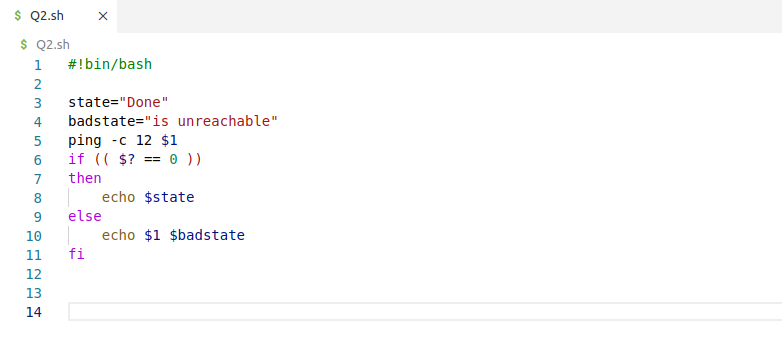 $ Q2.sh ×
$ Q2.sh
1 #!bin/bash
2
3 state="Done"
4 badstate="is unreachable"
5 ping -c 12 $1
6 if (( $? == 0 ))
7 then
8     echo $state
9 else
10     echo $1 $badstate
11 fi
12
13
14